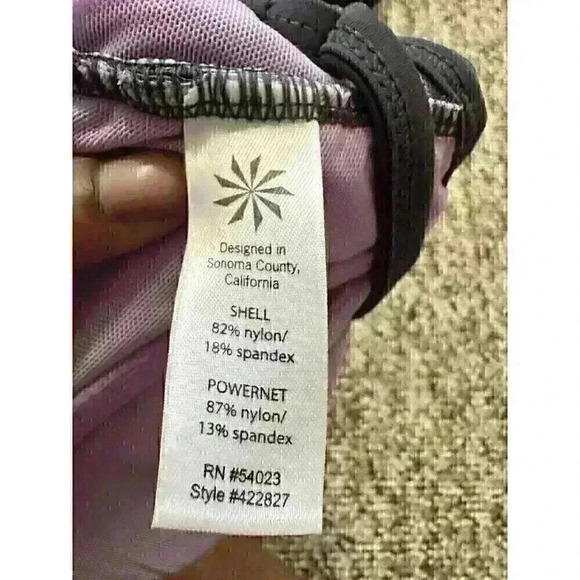 Designed in
Sonoma County,
California
SHELL
82% nylon/
18% spandex
POWERNET
87% nylon/
13% spandex
RN #54023
Style #422827